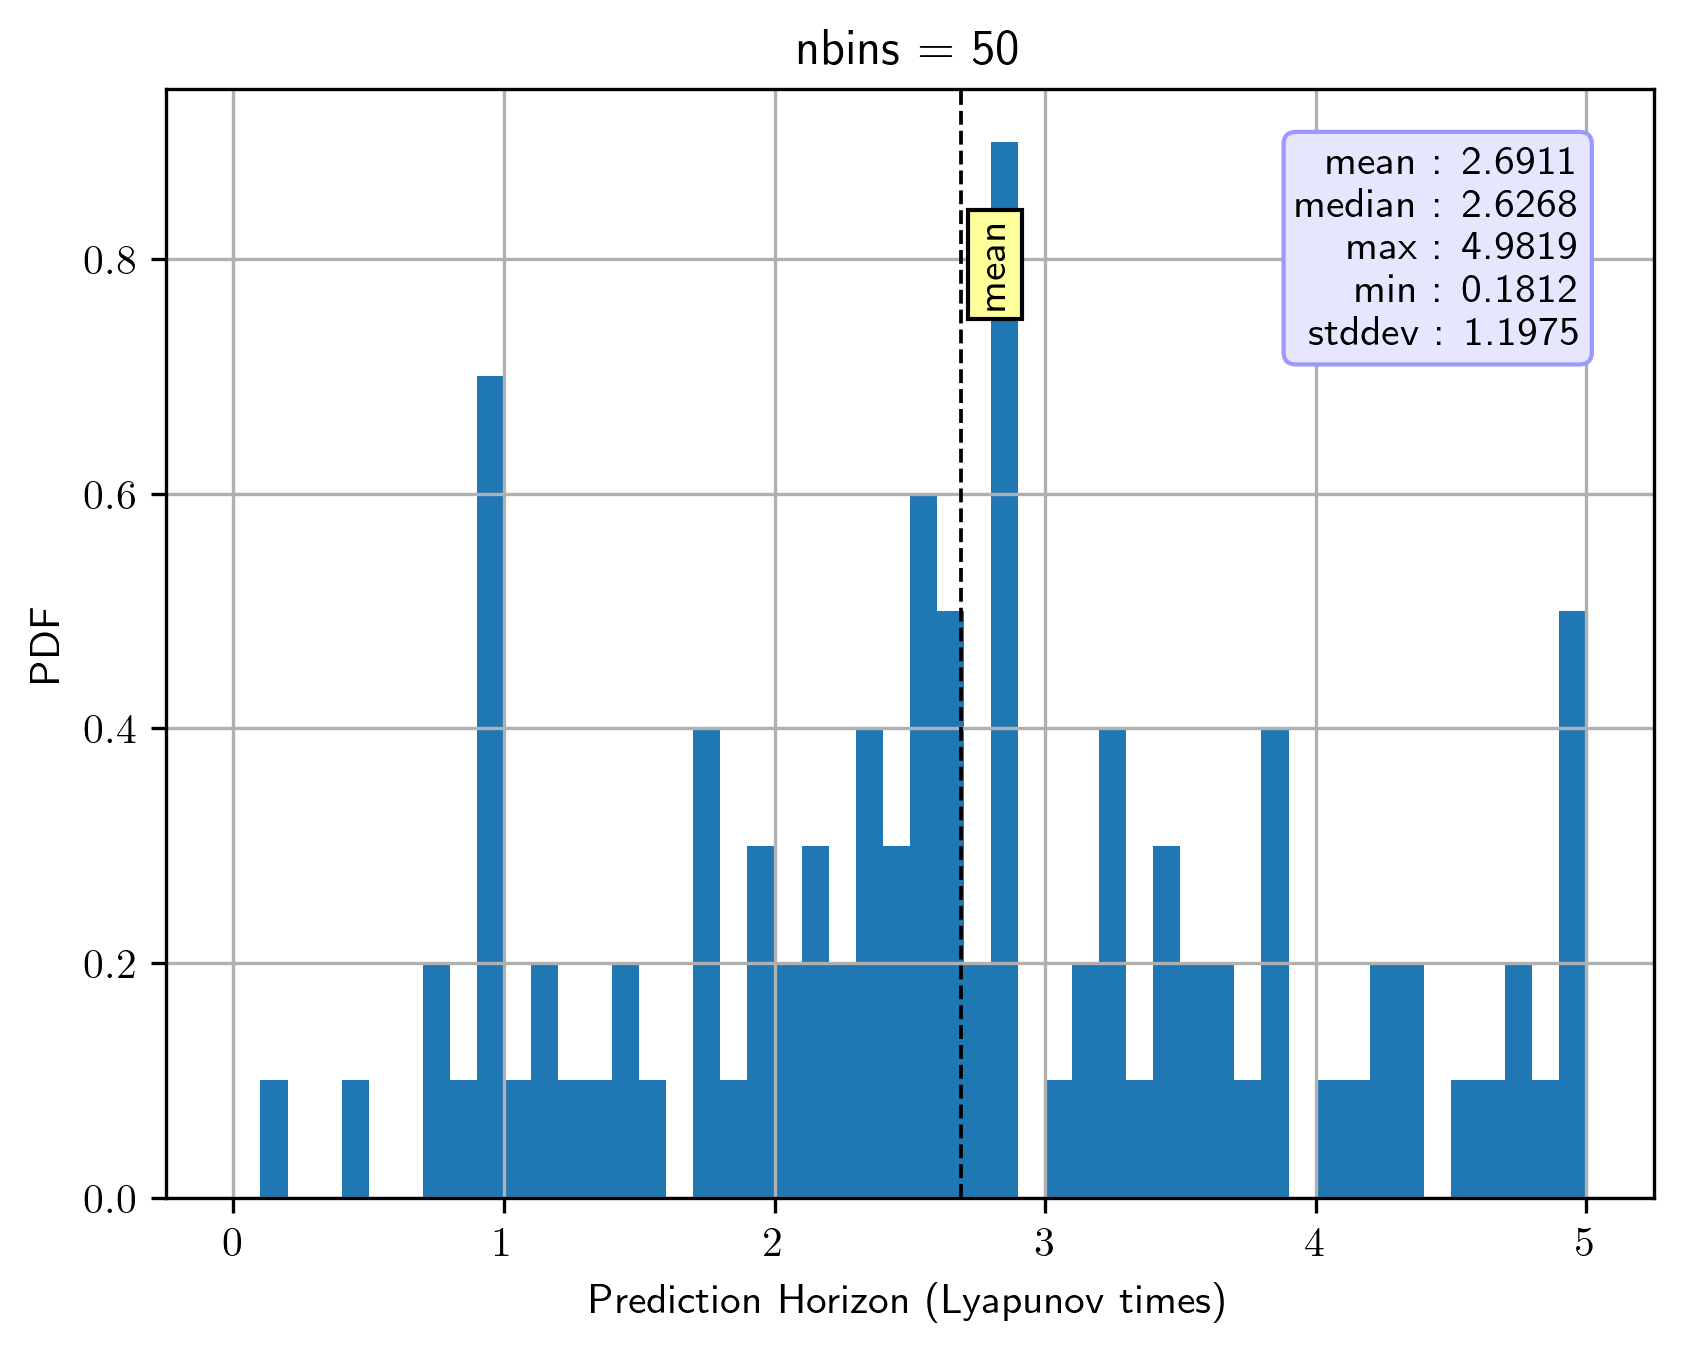 nbins = 50
mean : 2.6911
median : 2.6268
max : 4.9819
min : 0.1812
stddev : 1.1975
mean
PDF
0.8
0.6
0.4
0.2
0.0
0 1 2 3 4 5
Prediction Horizon (Lyapunov times)